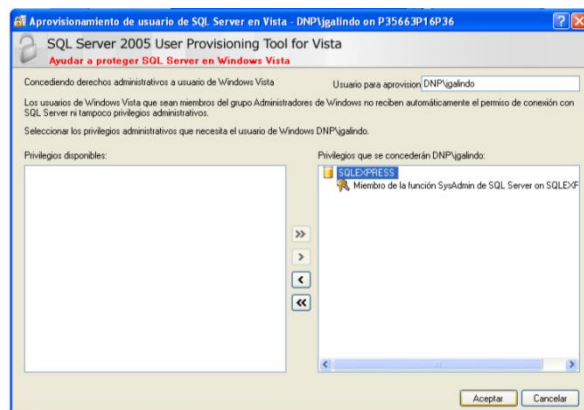 Aprovisionamiento de usuario de SQL Server en Vista - DNP\jgalindo on P35663P16P36
SQL Server 2005 User Provisioning Tool for Vista
Ayudar a proteger SQL Server en Windows Vista
Concediendo derechos administrativos a usuario de Windows Vista
Usuario para aprovision DNP\jgalindo
Los usuarios de Windows Vista que sean miembros del grupo Administradores de Windows no reciben automáticamente el permiso de conexión con
SQL Server ni tampoco privilegios administrativos.
Seleccionar los privilegios administrativos que necesita el usuario de Windows DNP\jgalindo.
Privilegios disponibles:
Privilegios que se concederán DNP\jgalindo:
SQLEXPRESS
Miembro de la función SysAdmin de SQL Server on SQLEXF
>>
>
<
<<
Aceptar
Cancelar